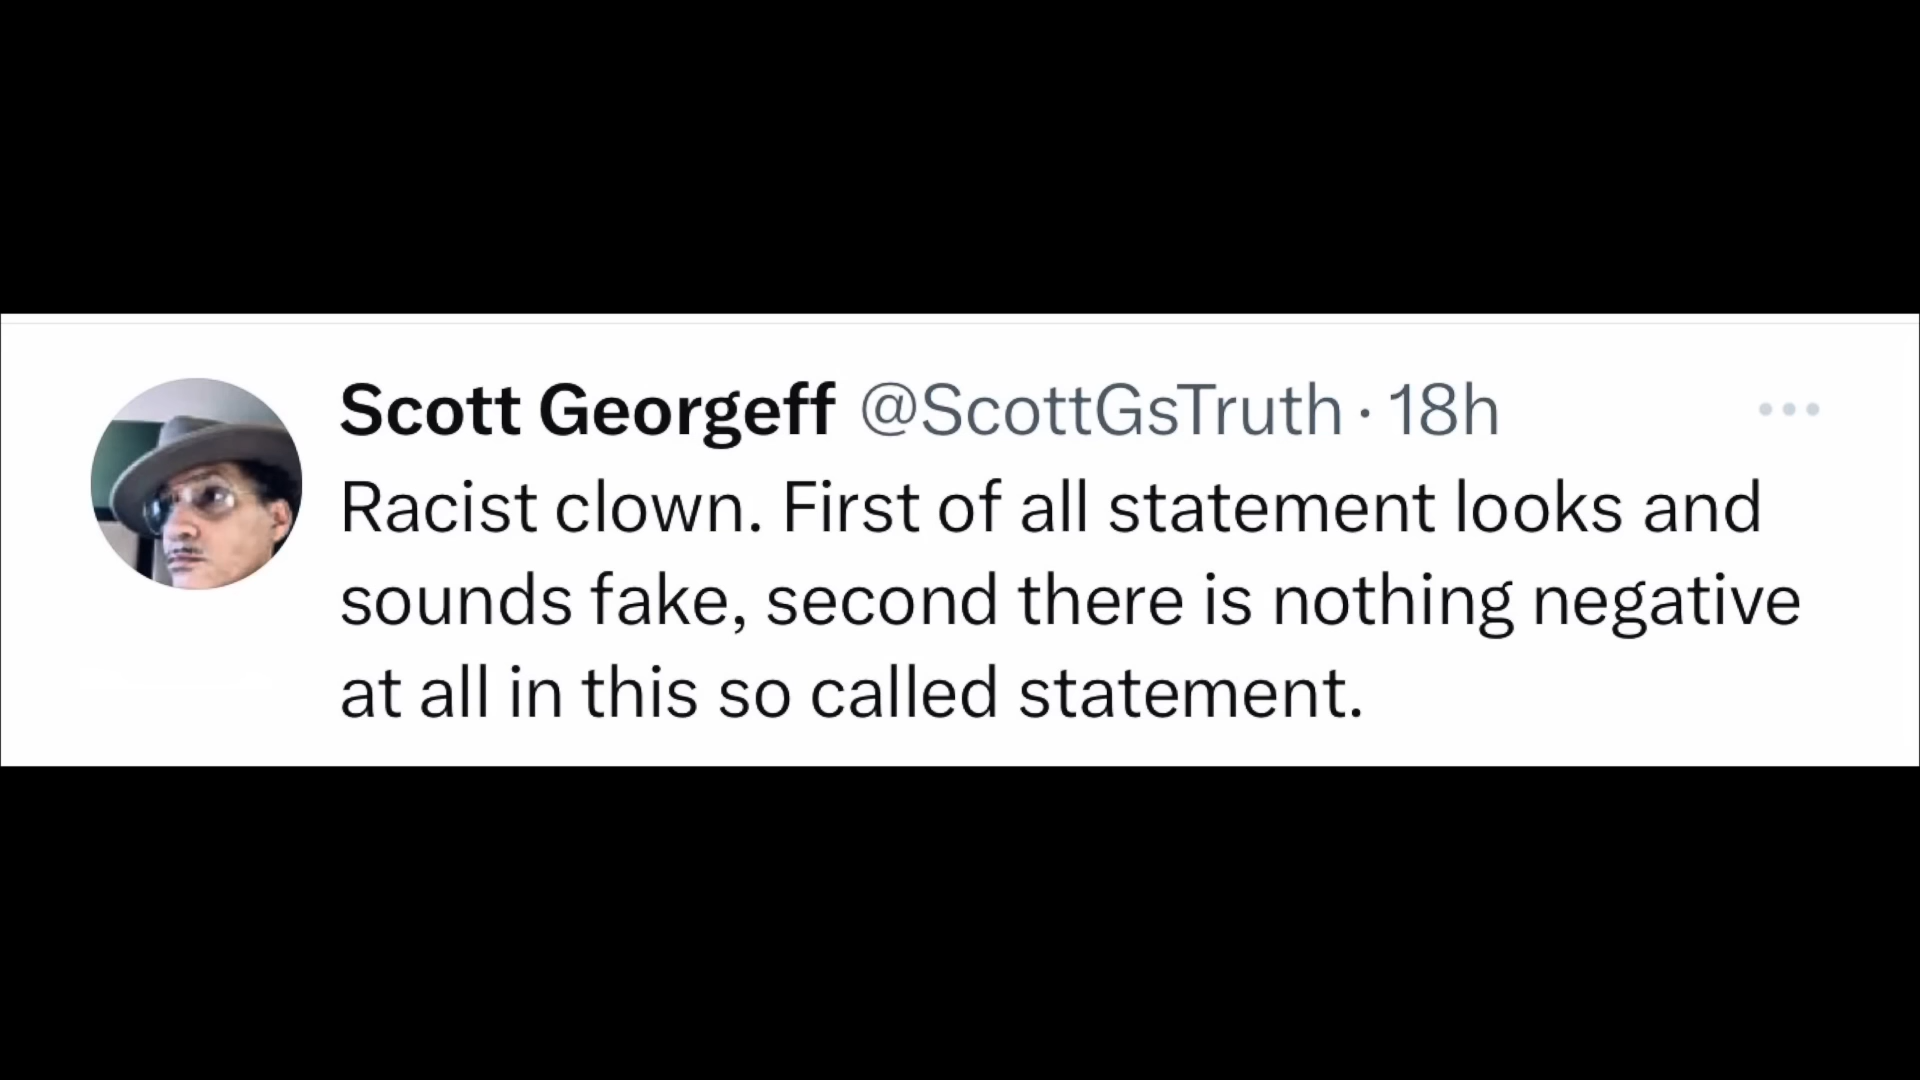 Scott Georgeff @ScottGsTruth · 18h
Racist clown. First of all statement looks and
sounds fake, second there is nothing negative
at all in this so called statement.